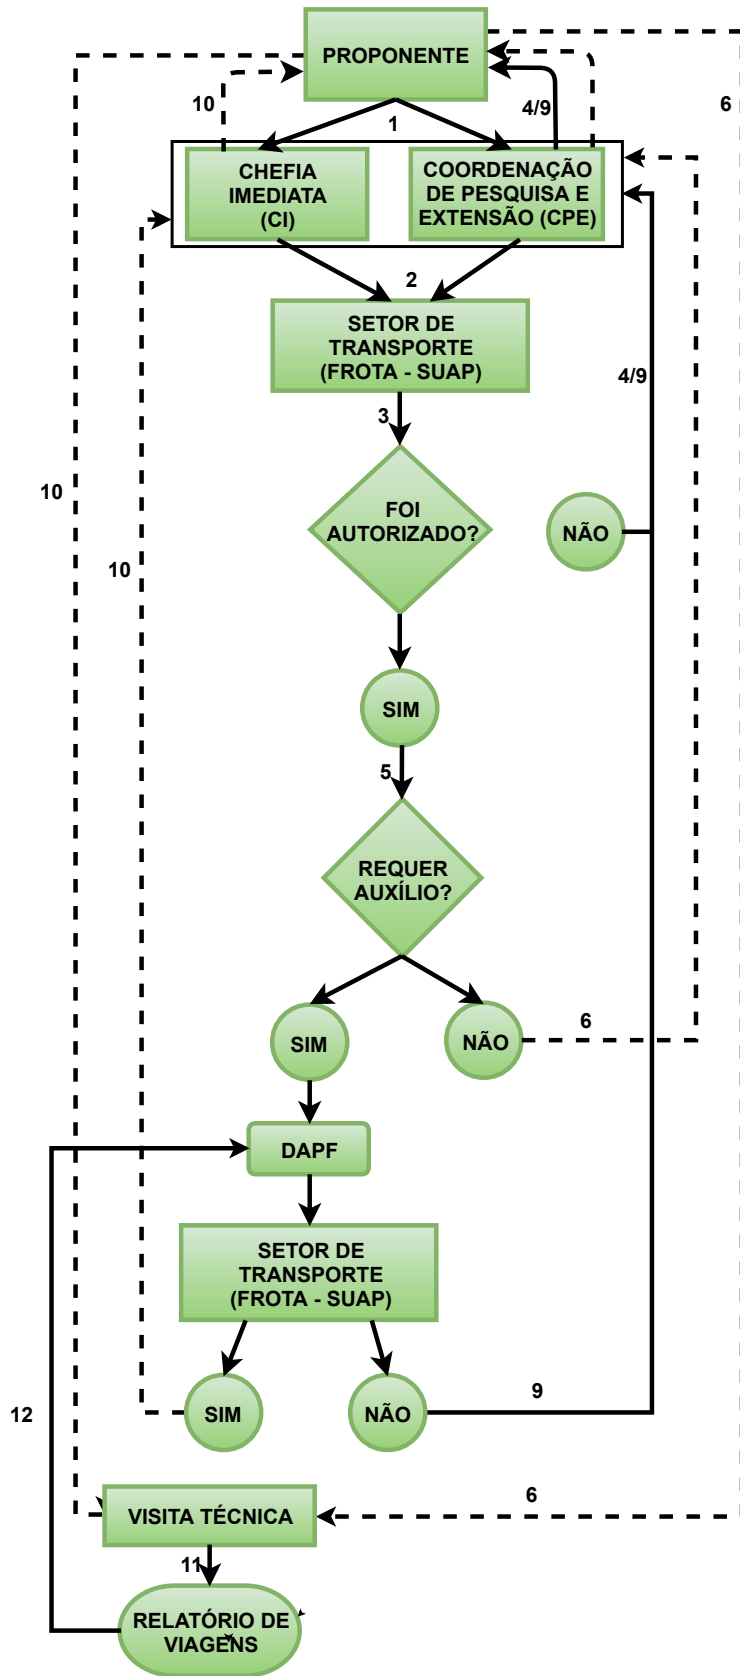 PROPONENTE
10
4/9
6
1
CHEFIA
IMEDIATA
(CI)
COORDENAÇÃO
DE PESQUISA E
EXTENSÃO (CPE)
2
SETOR DE
TRANSPORTE
(FROTA - SUAP)
4/9
3
10
FOI
AUTORIZADO?
NÃO
10
SIM
5
REQUER
AUXÍLIO?
SIM
NÃO
6
DAPF
SETOR DE
TRANSPORTE
(FROTA - SUAP)
12
SIM
NÃO
9
VISITA TÉCNICA
6
11
RELATÓRIO DE
VIAGENS